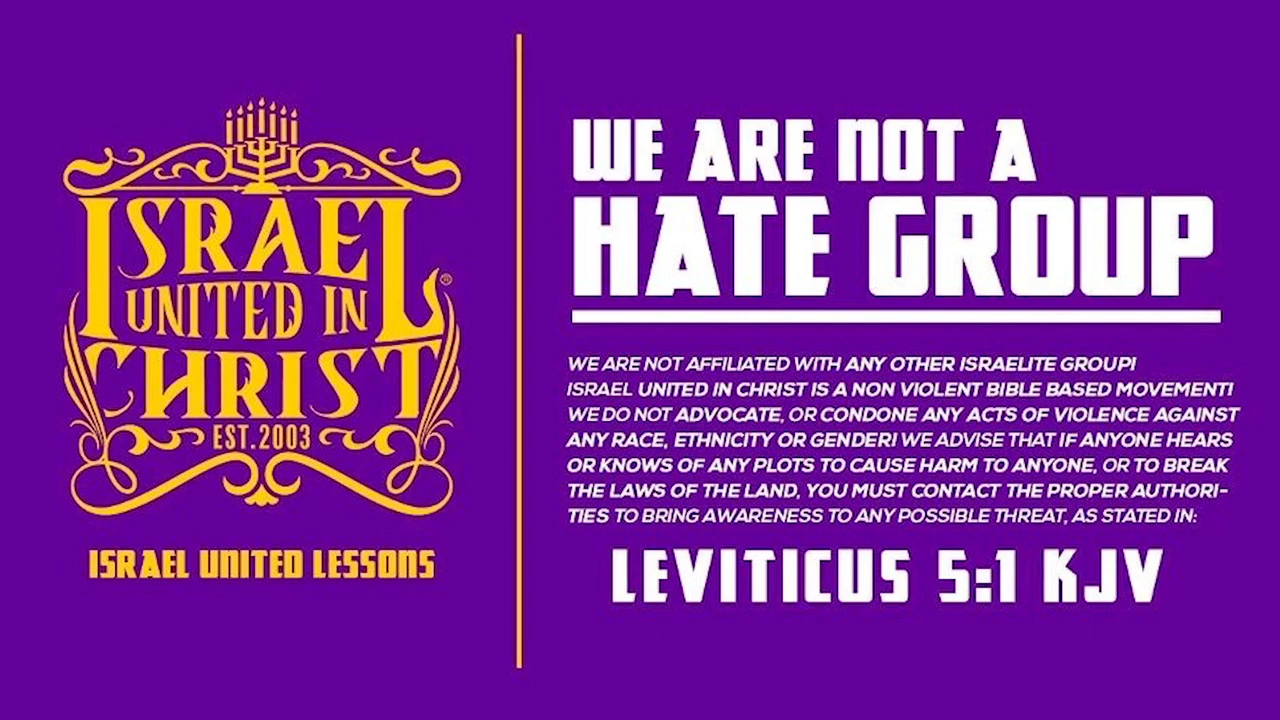 ISRAEL
UNITED IN
CHRIST
®
EST. 2003
ISRAEL UNITED LESSONS
WE ARE NOT A
HATE GROUP
WE ARE NOT AFFILIATED WITH ANY OTHER ISRAELITE GROUP!
ISRAEL UNITED IN CHRIST IS A NON VIOLENT BIBLE BASED MOVEMENT!
WE DO NOT ADVOCATE, OR CONDONE ANY ACTS OF VIOLENCE AGAINST
ANY RACE, ETHNICITY OR GENDER! WE ADVISE THAT IF ANYONE HEARS
OR KNOWS OF ANY PLOTS TO CAUSE HARM TO ANYONE, OR TO BREAK
THE LAWS OF THE LAND, YOU MUST CONTACT THE PROPER AUTHORI-
TIES TO BRING AWARENESS TO ANY POSSIBLE THREAT, AS STATED IN:
LEVITICUS 5:1 KJV